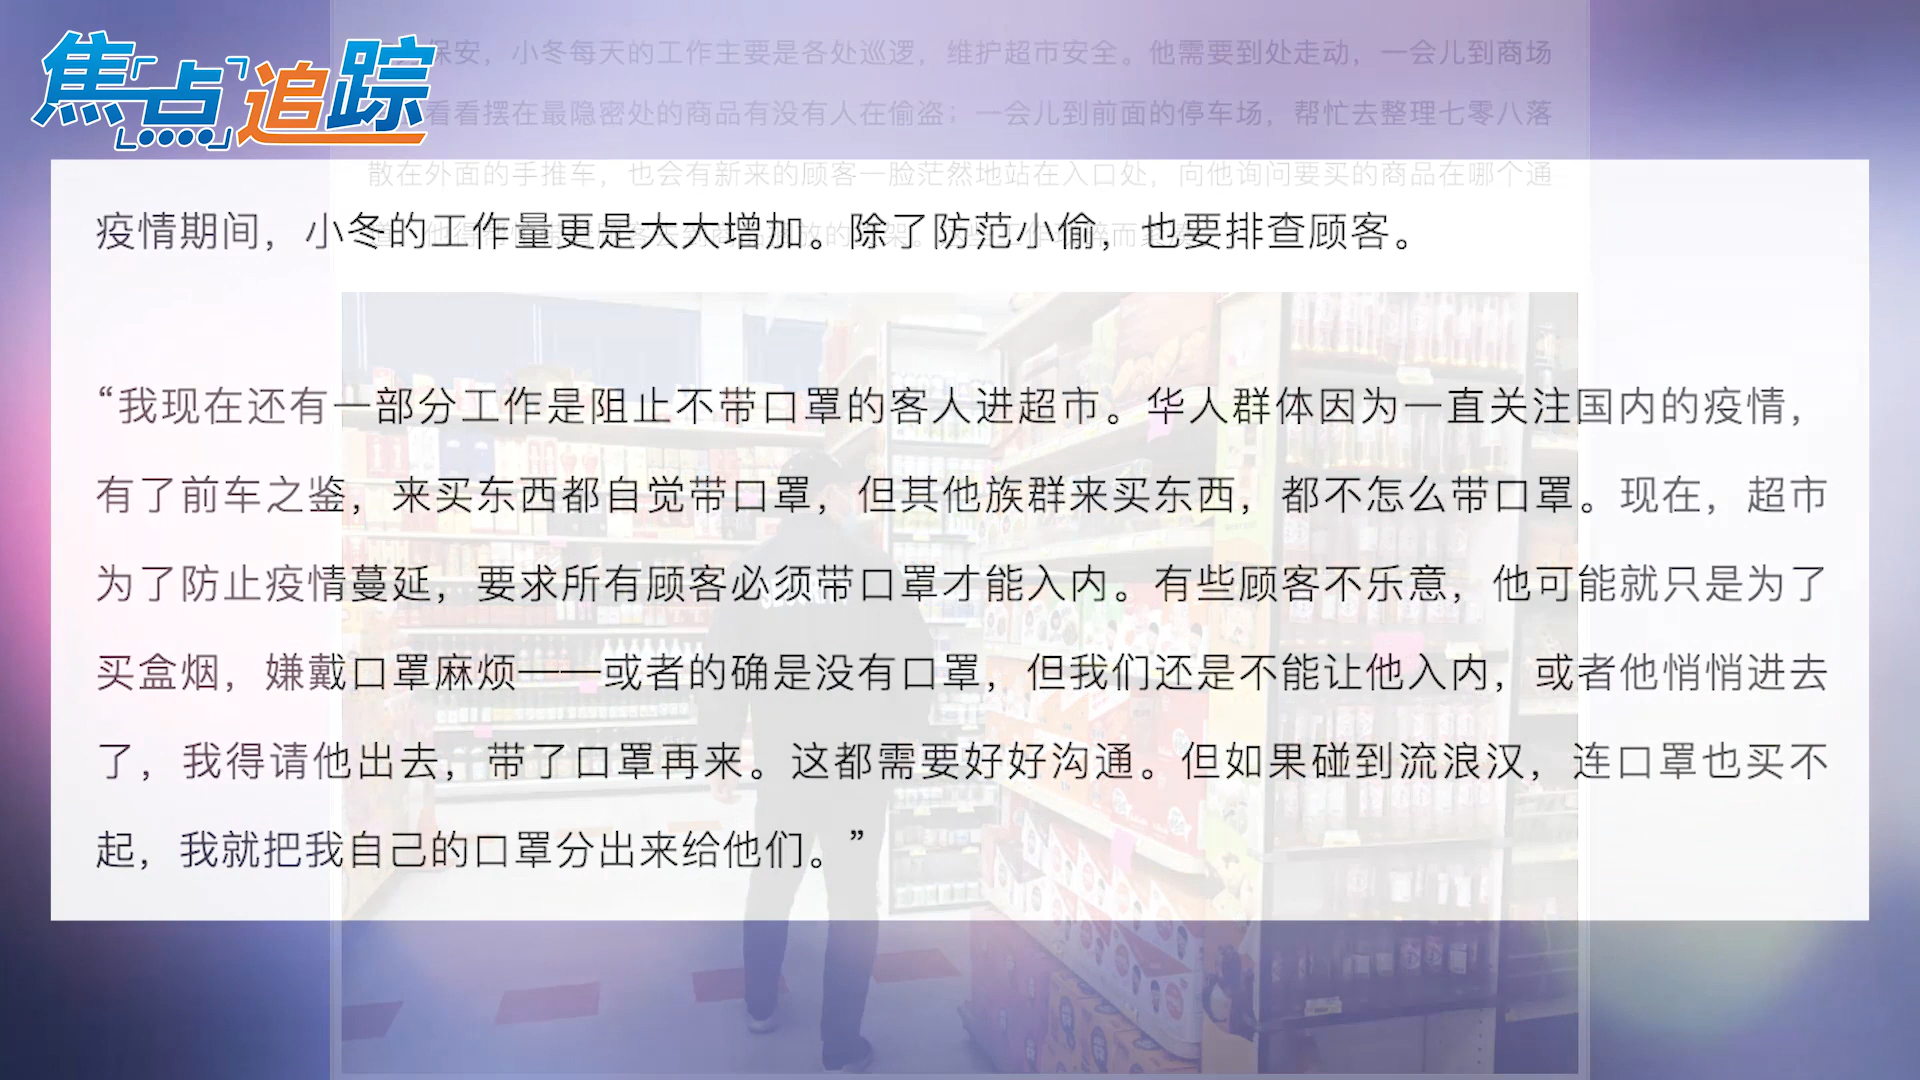 焦点追踪
保安，小冬每天的工作主要是各处巡逻，维护超市安全。他需要到处走动，一会儿到商场
看看摆在最隐密处的商品有没有人在偷盗；一会儿到前面的停车场，帮忙去整理七零八落
散在外面的手推车，也会有新来的顾客一脸茫然地站在入口处，向他询问要买的商品在哪个通
疫情期间，小冬的工作量更是大大增加。除了防范小偷，也要排查顾客。
“我现在还有一部分工作是阻止不带口罩的客人进超市。华人群体因为一直关注国内的疫情，
有了前车之鉴，来买东西都自觉带口罩，但其他族群来买东西，都不怎么带口罩。现在，超市
为了防止疫情蔓延，要求所有顾客必须带口罩才能入内。有些顾客不乐意，他可能就只是为了
买盒烟，嫌戴口罩麻烦——或者的确是没有口罩，但我们还是不能让他入内，或者他悄悄进去
了，我得请他出去，带了口罩再来。这都需要好好沟通。但如果碰到流浪汉，连口罩也买不
起，我就把我自己的口罩分出来给他们。”